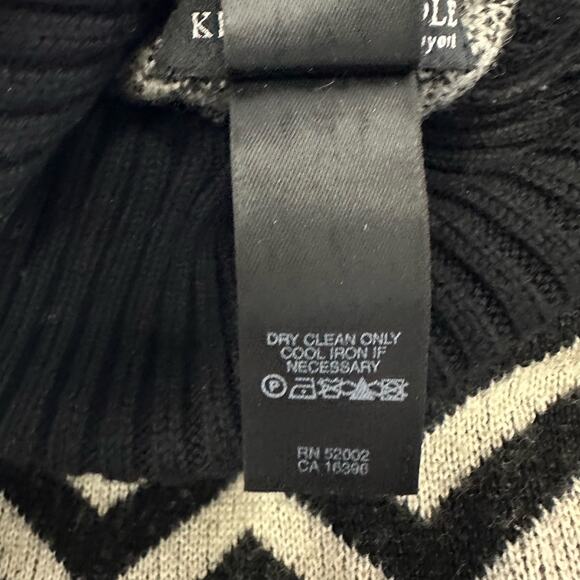 DRY CLEAN ONLY
COOL IRON IF
NECESSARY
P
RN 52002
CA 16396